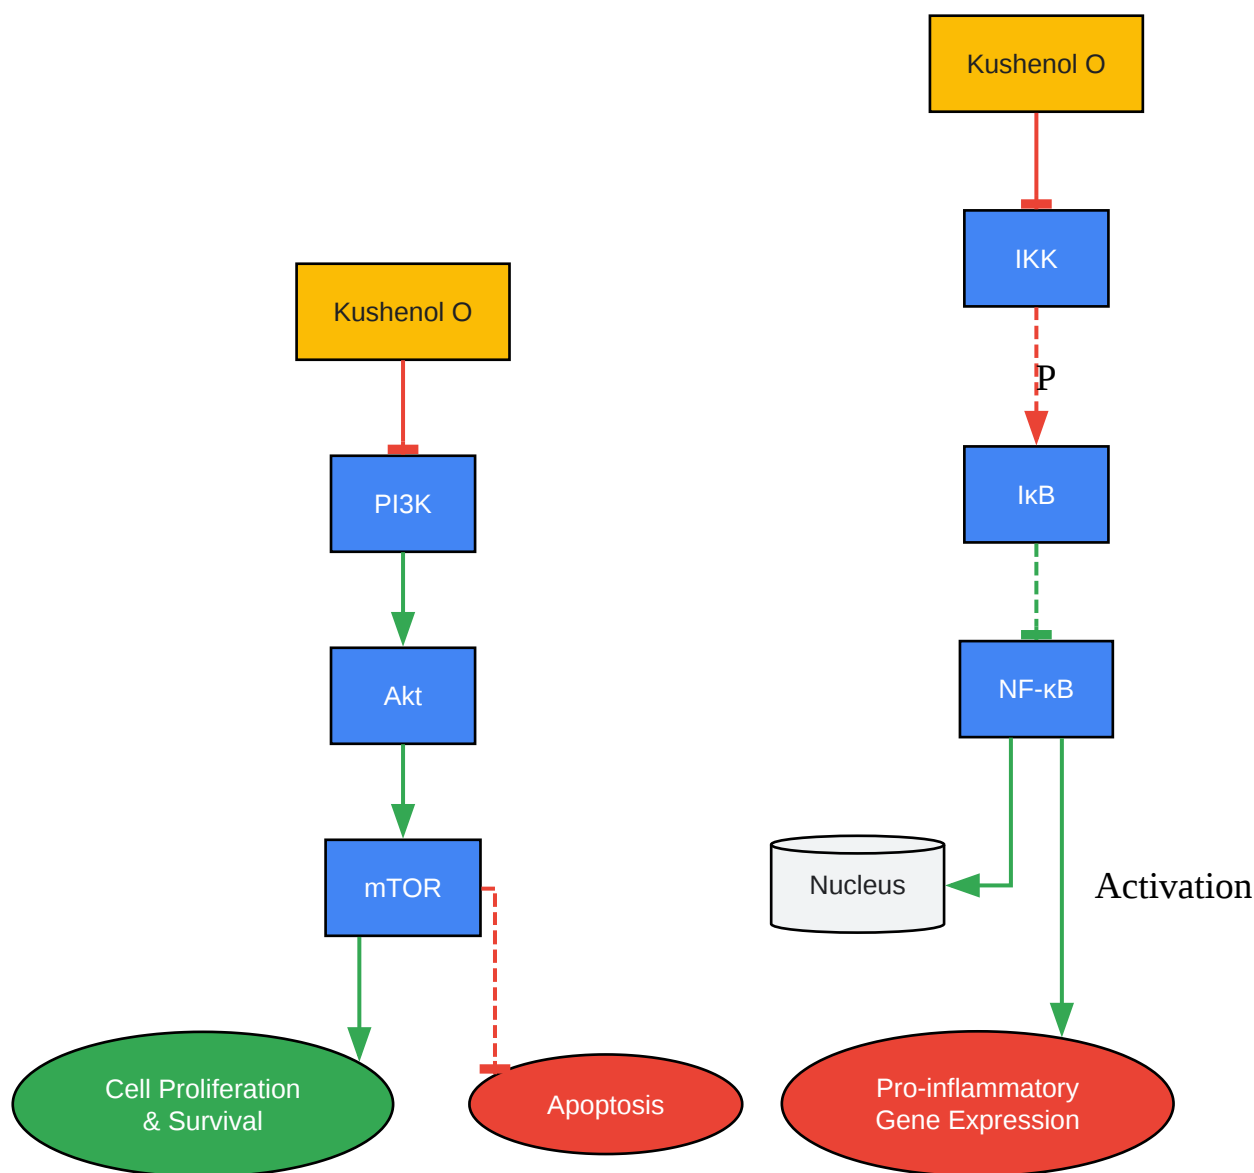 Kushenol O
PI3K
Akt
mTOR
Cell Proliferation
& Survival
Apoptosis
Kushenol O
IKK
P
IκB
NF-κB
Nucleus
Activation
Pro-inflammatory
Gene Expression